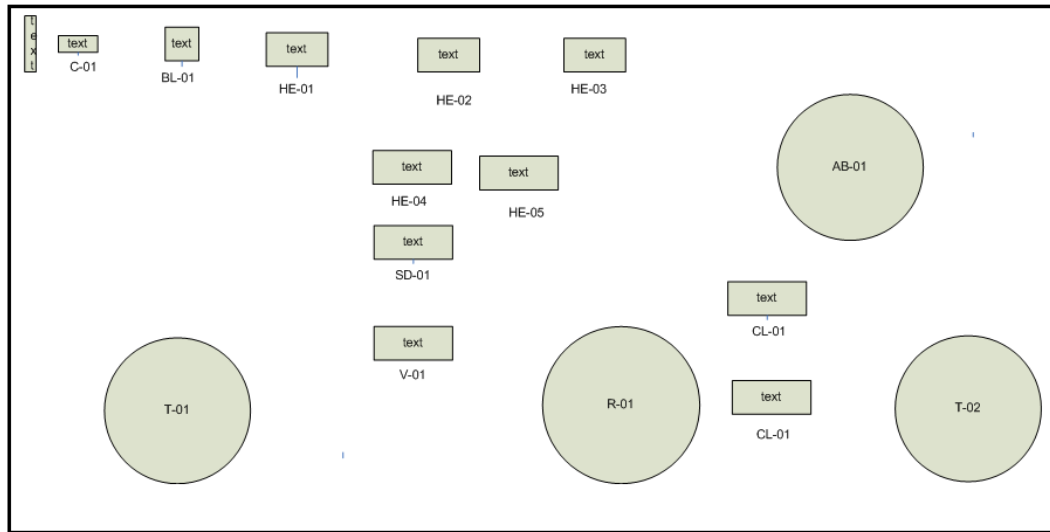 text
text
text
text
text
text
C-01
BL-01
HE-01
HE-02
HE-03
AB-01
text
text
HE-04
HE-05
text
SD-01
text
CL-01
text
V-01
T-01
R-01
text
CL-01
T-02